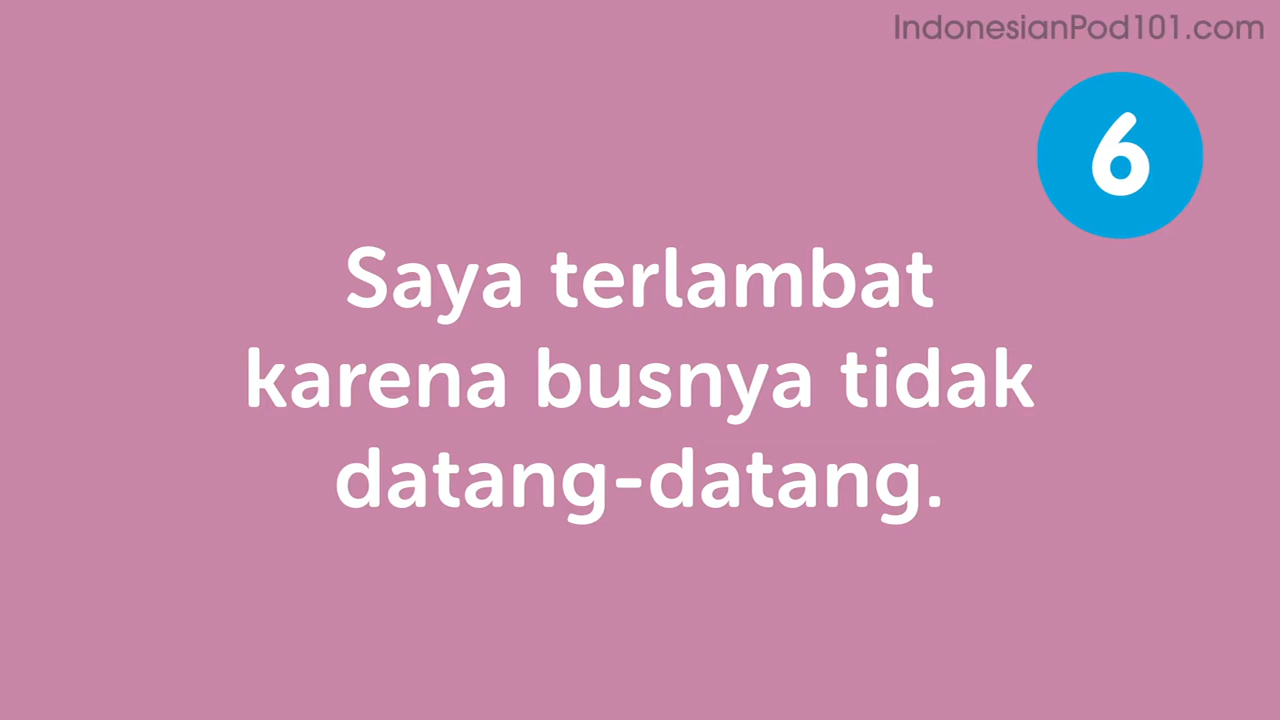 IndonesianPod101.com
6
Saya terlambat
karena busnya tidak
datang-datang.